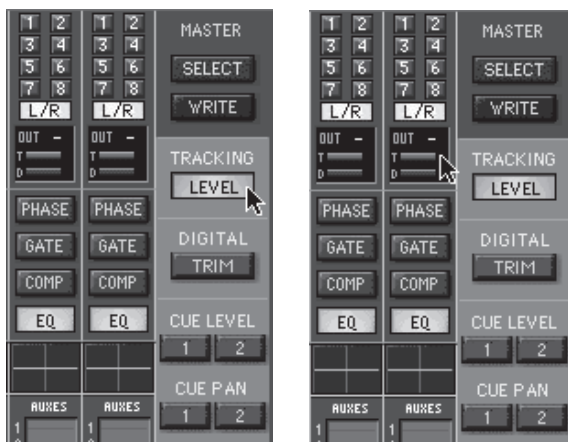 1 2 1 2 MASTER
3 4 3 4
5 6 5 6 SELECT
7 8 7 8
L/R L/R WRITE
OUT - OUT -
T T TRACKING
D D LEVEL
PHASE PHASE
GATE GATE DIGITAL
COMP COMP TRIM
EQ EQ CUE LEVEL
1 2
CUE PAN
AUXES AUXES 1 2
1 1
1 2 1 2 MASTER
3 4 3 4
5 6 5 6 SELECT
7 8 7 8
L/R L/R WRITE
OUT - OUT -
T T TRACKING
D D LEVEL
PHASE PHASE
GATE GATE DIGITAL
COMP COMP TRIM
EQ EQ CUE LEVEL
1 2
CUE PAN
AUXES AUXES 1 2
1 1